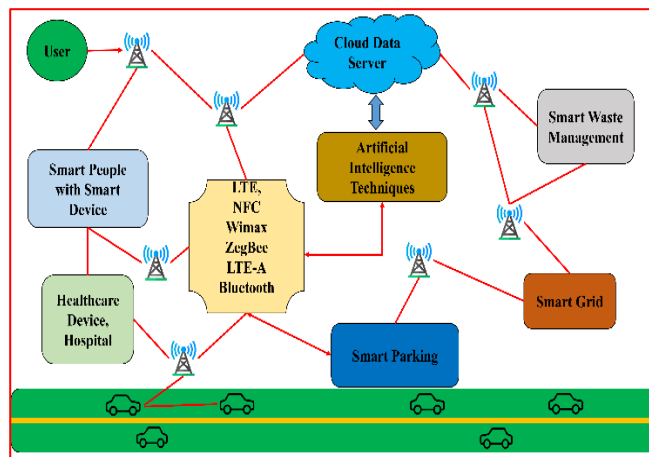 User
Cloud Data
Server
Smart Waste
Management
Artificial
Intelligence
Techniques
Smart People
with Smart
Device
LTE,
NFC
Wimax
ZegBee
LTE-A
Bluctooth
Healthcare
Device,
Hospital
Smart Grid
Smart Parking